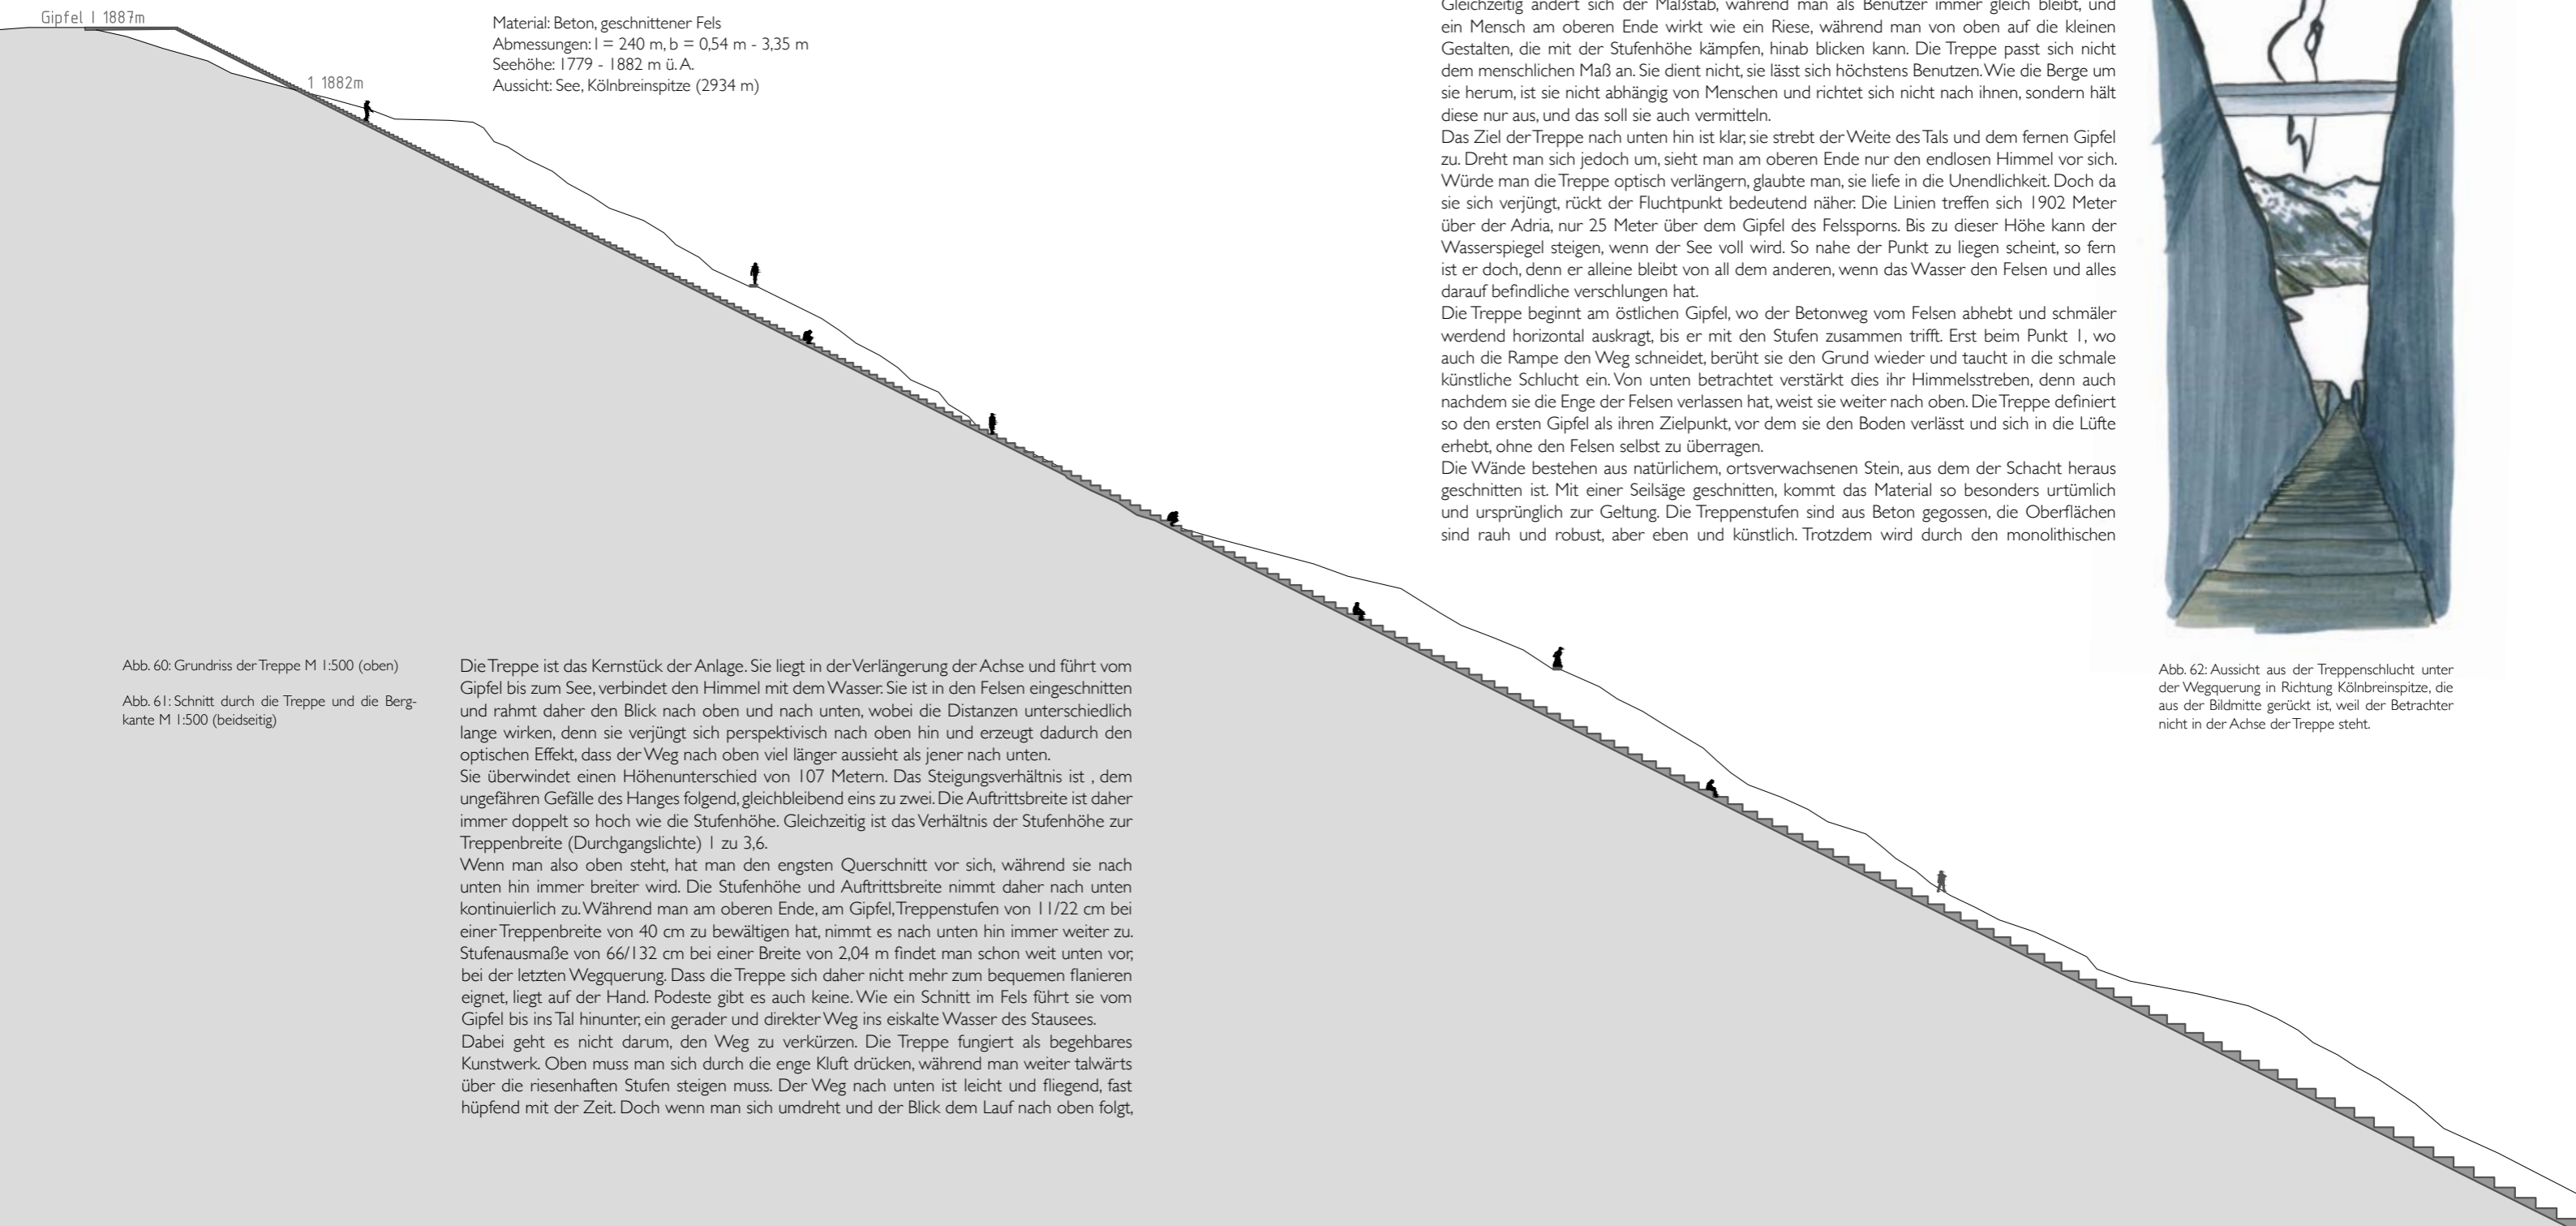 Gipfel I 1887m
1 1882m
Material: Beton, geschnittener Fels
Abmessungen: l = 240 m, b = 0,54 m - 3,35 m
Seehöhe: 1779 - 1882 m ü. A.
Aussicht: See, Kölnbreinspitze (2934 m)
Abb. 60: Grundriss der Treppe M 1:500 (oben)
Abb. 61: Schnitt durch die Treppe und die Berg-
kante M 1:500 (beidseitig)
Die Treppe ist das Kernstück der Anlage. Sie liegt in der Verlängerung der Achse und führt vom
Gipfel bis zum See, verbindet den Himmel mit dem Wasser. Sie ist in den Felsen eingeschnitten
und rahmt daher den Blick nach oben und nach unten, wobei die Distanzen unterschiedlich
lange wirken, denn sie verjüngt sich perspektivisch nach oben hin und erzeugt dadurch den
optischen Effekt, dass der Weg nach oben viel länger aussieht als jener nach unten.
Sie überwindet einen Höhenunterschied von 107 Metern. Das Steigungsverhältnis ist , dem
ungefähren Gefälle des Hanges folgend, gleichbleibend eins zu zwei. Die Auftrittsbreite ist daher
immer doppelt so hoch wie die Stufenhöhe. Gleichzeitig ist das Verhältnis der Stufenhöhe zur
Treppenbreite (Durchgangslichte) 1 zu 3,6.
Wenn man also oben steht, hat man den engsten Querschnitt vor sich, während sie nach
unten hin immer breiter wird. Die Stufenhöhe und Auftrittsbreite nimmt daher nach unten
kontinuierlich zu. Während man am oberen Ende, am Gipfel, Treppenstufen von 11/22 cm bei
einer Treppenbreite von 40 cm zu bewältigen hat, nimmt es nach unten hin immer weiter zu.
Stufenausmaße von 66/132 cm bei einer Breite von 2,04 m findet man schon weit unten vor,
bei der letzten Wegquerung. Dass die Treppe sich daher nicht mehr zum bequemen flanieren
eignet, liegt auf der Hand. Podeste gibt es auch keine. Wie ein Schnitt im Fels führt sie vom
Gipfel bis ins Tal hinunter, ein gerader und direkter Weg ins eiskalte Wasser des Stausees.
Dabei geht es nicht darum, den Weg zu verkürzen. Die Treppe fungiert als begehbares
Kunstwerk. Oben muss man sich durch die enge Kluft drücken, während man weiter talwärts
über die riesenhaften Stufen steigen muss. Der Weg nach unten ist leicht und fliegend, fast
hüpfend mit der Zeit. Doch wenn man sich umdreht und der Blick dem Lauf nach oben folgt,
Gleichzeitig ändert sich der Maßstab, während man als Benutzer immer gleich bleibt, und
ein Mensch am oberen Ende wirkt wie ein Riese, während man von oben auf die kleinen
Gestalten, die mit der Stufenhöhe kämpfen, hinab blicken kann. Die Treppe passt sich nicht
dem menschlichen Maß an. Sie dient nicht, sie lässt sich höchstens Benutzen. Wie die Berge um
sie herum, ist sie nicht abhängig von Menschen und richtet sich nicht nach ihnen, sondern hält
diese nur aus, und das soll sie auch vermitteln.
Das Ziel der Treppe nach unten hin ist klar, sie strebt der Weite des Tals und dem fernen Gipfel
zu. Dreht man sich jedoch um, sieht man am oberen Ende nur den endlosen Himmel vor sich.
Würde man die Treppe optisch verlängern, glaubte man, sie liefe in die Unendlichkeit. Doch da
sie sich verjüngt, rückt der Fluchtpunkt bedeutend näher. Die Linien treffen sich 1902 Meter
über der Adria, nur 25 Meter über dem Gipfel des Felssporns. Bis zu dieser Höhe kann der
Wasserspiegel steigen, wenn der See voll wird. So nahe der Punkt zu liegen scheint, so fern
ist er doch, denn er alleine bleibt von all dem anderen, wenn das Wasser den Felsen und alles
darauf befindliche verschlungen hat.
Die Treppe beginnt am östlichen Gipfel, wo der Betonweg vom Felsen abhebt und schmäler
werdend horizontal auskragt, bis er mit den Stufen zusammen trifft. Erst beim Punkt 1, wo
auch die Rampe den Weg schneidet, berüht sie den Grund wieder und taucht in die schmale
künstliche Schlucht ein. Von unten betrachtet verstärkt dies ihr Himmelsstreben, denn auch
nachdem sie die Enge der Felsen verlassen hat, weist sie weiter nach oben. Die Treppe definiert
so den ersten Gipfel als ihren Zielpunkt, vor dem sie den Boden verlässt und sich in die Lüfte
erhebt, ohne den Felsen selbst zu überragen.
Die Wände bestehen aus natürlichem, ortsverwachsenen Stein, aus dem der Schacht heraus
geschnitten ist. Mit einer Seilsäge geschnitten, kommt das Material so besonders urtümlich
und ursprünglich zur Geltung. Die Treppenstufen sind aus Beton gegossen, die Oberflächen
sind rauh und robust, aber eben und künstlich. Trotzdem wird durch den monolithischen
Abb. 62: Aussicht aus der Treppenschlucht unter
der Wegquerung in Richtung Kölnbreinspitze, die
aus der Bildmitte gerückt ist, weil der Betrachter
nicht in der Achse der Treppe steht.